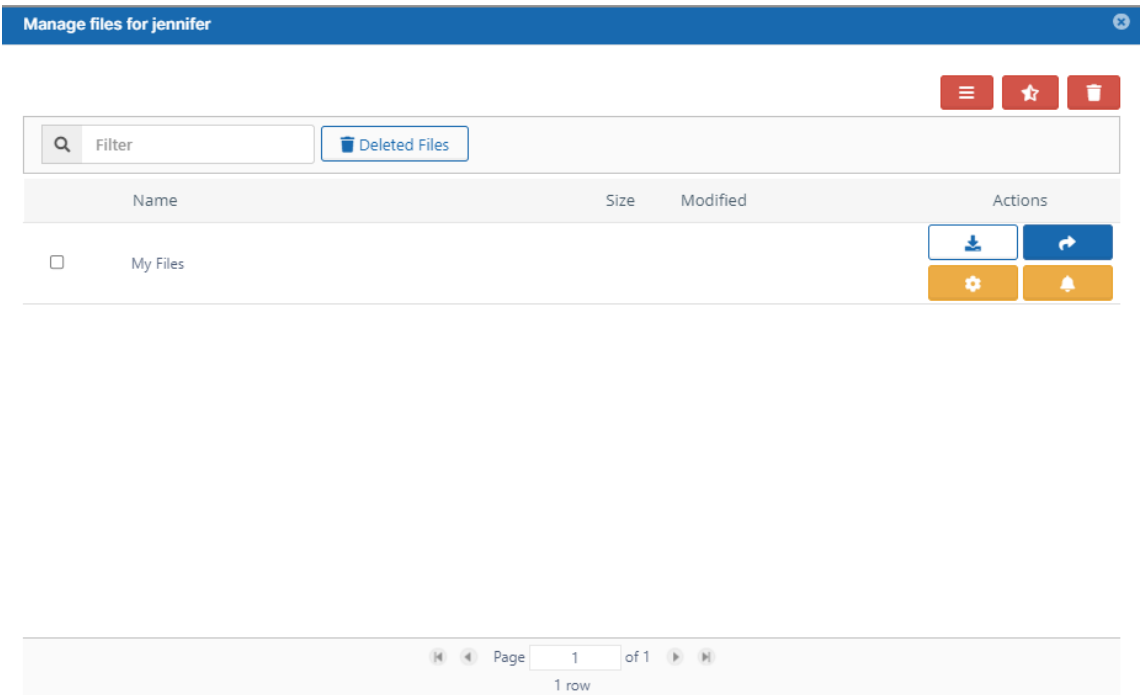 Manage files for jennifer
Filter
Deleted Files
Name Size Modified Actions
My Files
Page 1 of 1
1 row